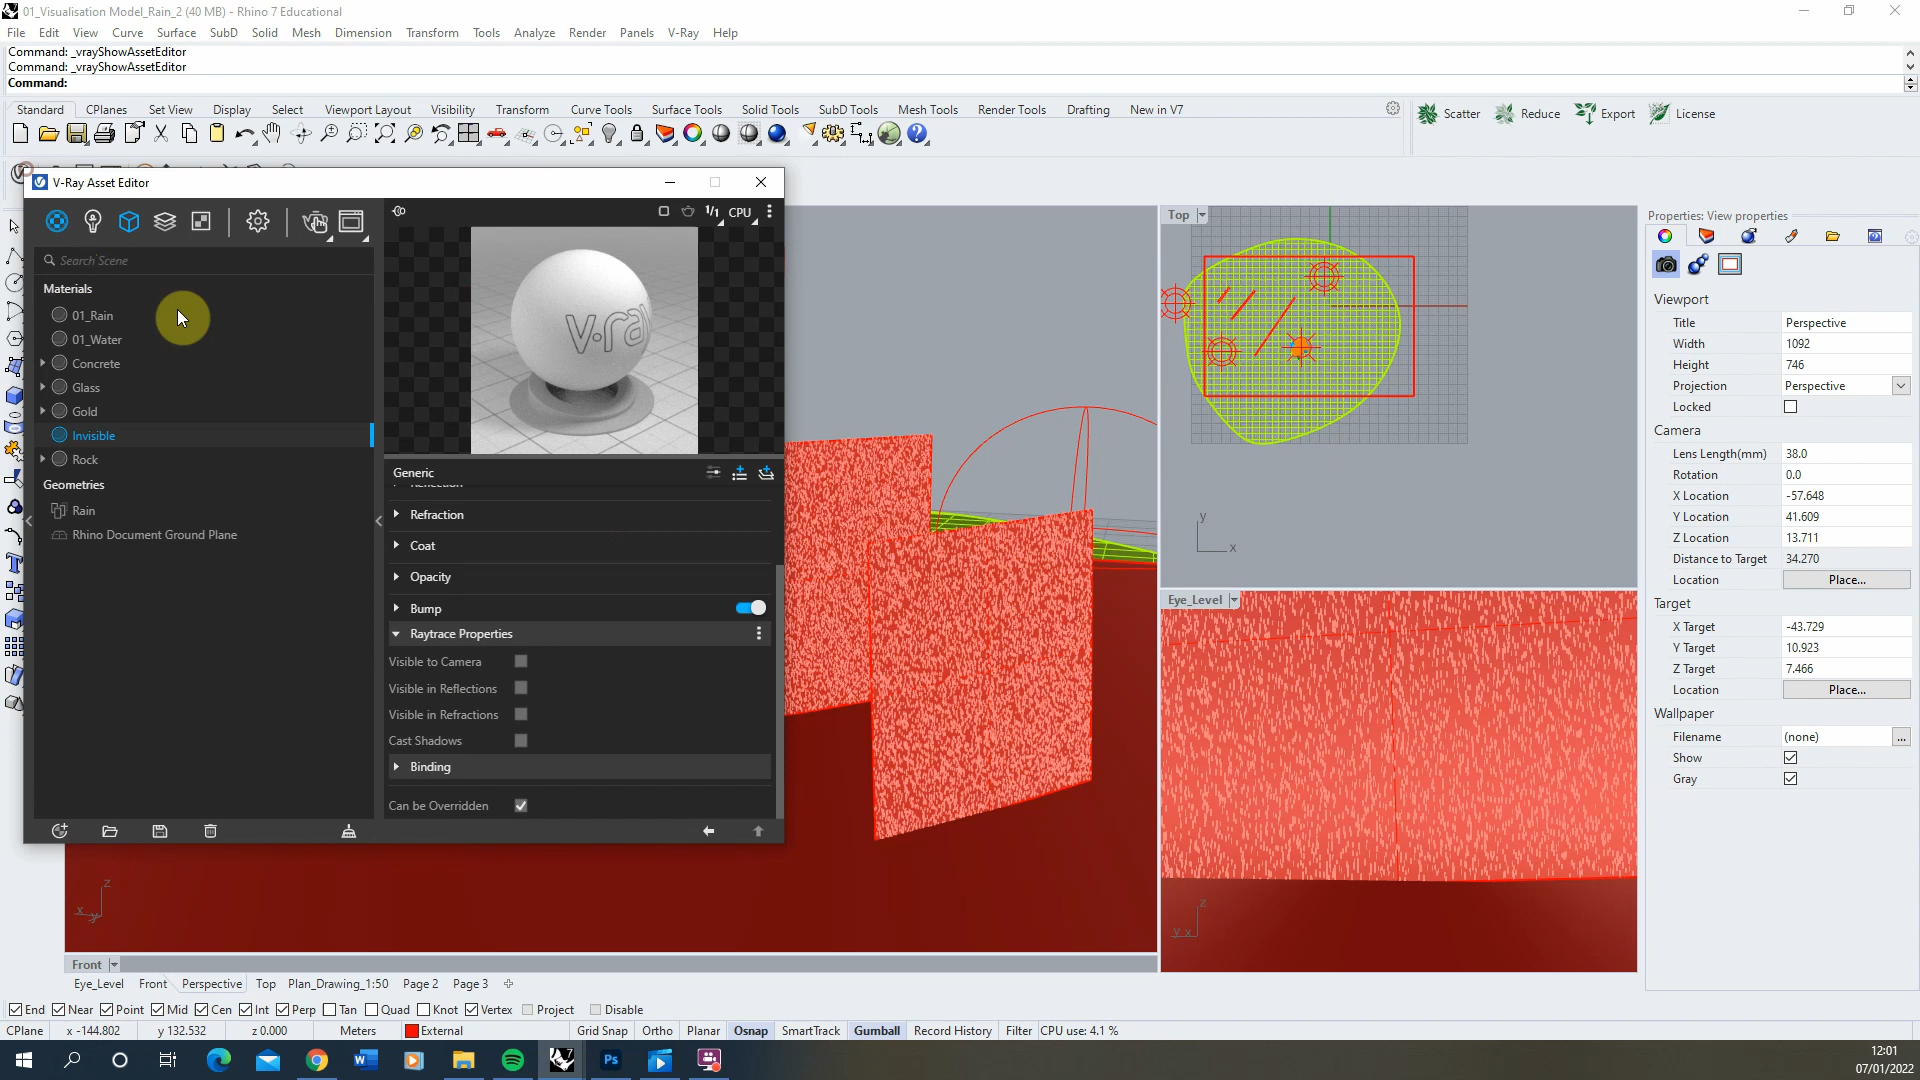 01_Visualisation Model_Rain_2 (40 MB) - Rhino 7 Educational
File Edit View Curve Surface SubD Solid Mesh Dimension Transform Tools Analyze Render Panels V-Ray Help
Command: _vrayShowAssetEditor
Command: _vrayShowAssetEditor
Command:
Standard CPlanes Set View Display Select Viewport Layout Visibility Transform Curve Tools Surface Tools Solid Tools SubD Tools Mesh Tools Render Tools Drafting New in V7
Scatter Reduce Export License
V-Ray Asset Editor
1/1 CPU
Search Scene
Materials
01_Rain
01_Water
Concrete
Glass
Gold
Invisible
Rock
Geometries
Rain
Rhino Document Ground Plane
v·ra
Generic
Refraction
Coat
Opacity
Bump
Raytrace Properties
Visible to Camera
Visible in Reflections
Visible in Refractions
Cast Shadows
Binding
Can be Overridden
Top
y
x
Eye_Level
z
y x
z
x y
Properties: View properties
Viewport
Title Perspective
Width 1092
Height 746
Projection Perspective
Locked
Camera
Lens Length(mm) 38.0
Rotation 0.0
X Location -57.648
Y Location 41.609
Z Location 13.711
Distance to Target 34.270
Location Place...
Target
X Target -43.729
Y Target 10.923
Z Target 7.466
Location Place...
Wallpaper
Filename (none) ...
Show
Gray
Front
Eye_Level Front Perspective Top Plan_Drawing_1:50 Page 2 Page 3
End Near Point Mid Cen Int Perp Tan Quad Knot Vertex Project Disable
CPlane x -144.802 y 132.532 z 0.000 Meters External Grid Snap Ortho Planar Osnap SmartTrack Gumball Record History Filter CPU use: 4.1 %
12:01
07/01/2022